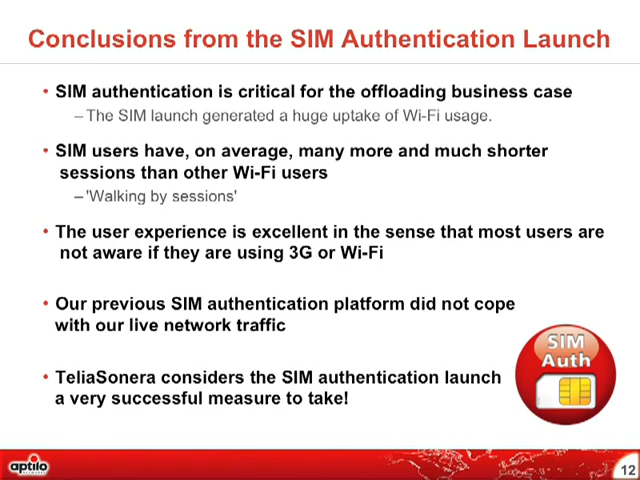 Conclusions from the SIM Authentication Launch
• SIM authentication is critical for the offloading business case
– The SIM launch generated a huge uptake of Wi-Fi usage.
• SIM users have, on average, many more and much shorter
sessions than other Wi-Fi users
– 'Walking by sessions'
• The user experience is excellent in the sense that most users are
not aware if they are using 3G or Wi-Fi
• Our previous SIM authentication platform did not cope
with our live network traffic
SIM
Auth
• TeliaSonera considers the SIM authentication launch
a very successful measure to take!
aptilo
12